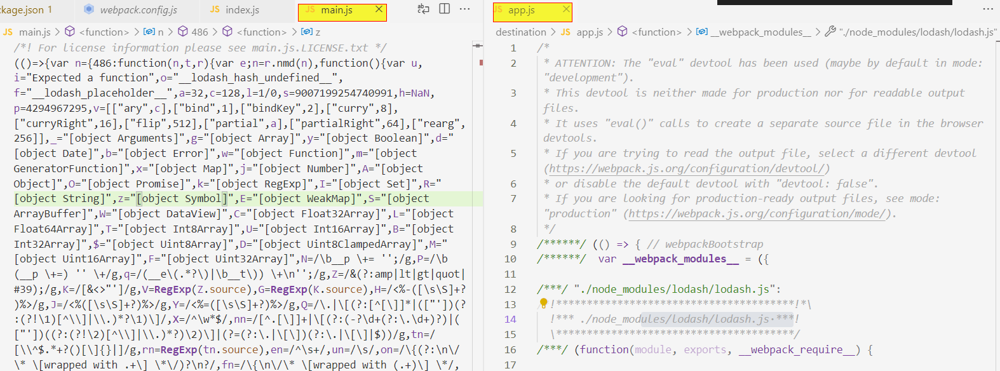 ckage.json 1
webpack.config.js
JS index.js
JS main.js
JS app.js
JS main.js > <function> > n > 486 > <function> > z
/*! For license information please see main.js.LICENSE.txt */
(()=>{var n={486:function(n,t,r){var e;n=r.nmd(n),function(){var u,
i="Expected a function",o="__lodash_hash_undefined__",
f="__lodash_placeholder__",a=32,c=128,l=1/0,s=9007199254740991,h=NaN,
p=4294967295,v=[["ary",c],["bind",1],["bindKey",2],["curry",8],
["curryRight",16],["flip",512],["partial",a],["partialRight",64],["rearg",
256]],_="[object Arguments]",g="[object Array]",y="[object Boolean]",d="
[object Date]",b="[object Error]",w="[object Function]",m="[object
GeneratorFunction]",x="[object Map]",j="[object Number]",A="[object
Object]",O="[object Promise]",k="[object RegExp]",I="[object Set]",R="
[object String]",z="[object Symbol]",E="[object WeakMap]",S="[object
ArrayBuffer]",W="[object DataView]",C="[object Float32Array]",L="[object
Float64Array]",T="[object Int8Array]",U="[object Int16Array]",B="[object
Int32Array]",$="[object Uint8Array]",D="[object Uint8ClampedArray]",M="
[object Uint16Array]",F="[object Uint32Array]",N=/\b__p \+= '';/g,P=/\b
(__p \+=) '' \+/g,q=/(__e\(.*?\)|\b__t\)) \+\n'';/g,Z=/&(?:amp|lt|gt|quot|
#39);/g,K=/[&<>"']/g,V=RegExp(Z.source),G=RegExp(K.source),H=/<%-([\s\S]+?
)%>/g,J=/<%([\s\S]+?)%>/g,Y=/<%=([\s\S]+?)%>/g,Q=/\.|\[(?:[^[\]]*|(["'])(?
:(?!\1)[^\\]|\\.)*?\1)\]/,X=/^\w*$/,nn=/[^.[\]]+|\[(?:(-?\d+(?:\.\d+)?)|(
["'])((?:(?!\2)[^\\]|\\.)*?)\2)\]|(?=(?:\.|\[\])(?:\.|\[\]|$))/g,tn=/
[\\^$.*+?()[\]{}|]/g,rn=RegExp(tn.source),en=/^\s+/,un=/\s/,on=/\{(?:\n\/
\* \[wrapped with .+\] \*\/)?\n?/,fn=/\{\n\/\* \[wrapped with (.+)\] \*/,
destination > JS app.js > <function> > __webpack_modules__ > "./node_modules/lodash/lodash.js"
1 /*
2 * ATTENTION: The "eval" devtool has been used (maybe by default in mode:
"development").
3 * This devtool is neither made for production nor for readable output
files.
4 * It uses "eval()" calls to create a separate source file in the browser
devtools.
5 * If you are trying to read the output file, select a different devtool
(https://webpack.js.org/configuration/devtool/)
6 * or disable the default devtool with "devtool: false".
7 * If you are looking for production-ready output files, see mode:
"production" (https://webpack.js.org/configuration/mode/).
8 */
9 /******/ (() => { // webpackBootstrap
10 /******/ var __webpack_modules__ = ({
11
12 /***/ "./node_modules/lodash/lodash.js":
13 !***************************************!*\
14 !*** ./node_modules/lodash/lodash.js ***!
15 \***************************************/
16 /***/ (function(module, exports, __webpack_require__) {
17